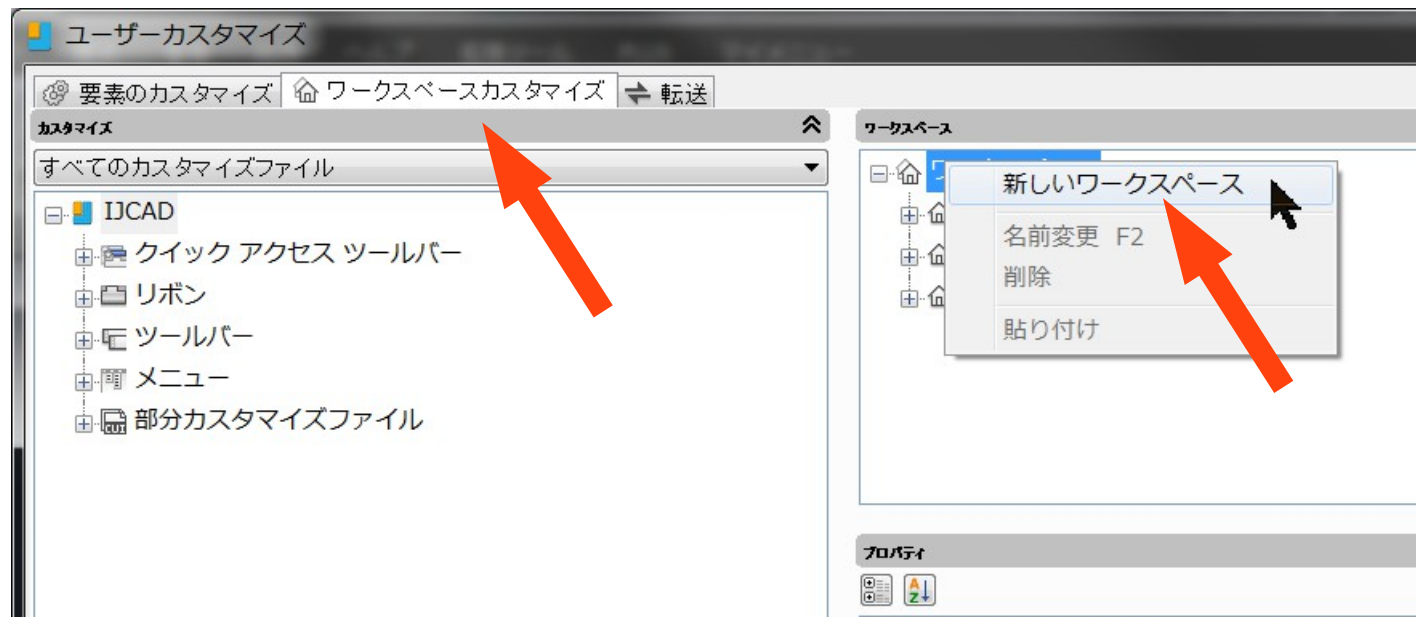 ユーザーカスタマイズ
要素のカスタマイズ ワークスペースカスタマイズ 転送
カスタマイズ
すべてのカスタマイズファイル
IJCAD
クイック アクセス ツールバー
リボン
ツールバー
メニュー
部分カスタマイズファイル
CUI
ワークスペース
新しいワークスペース
名前変更 F2
削除
貼り付け
プロパティ
A
Z